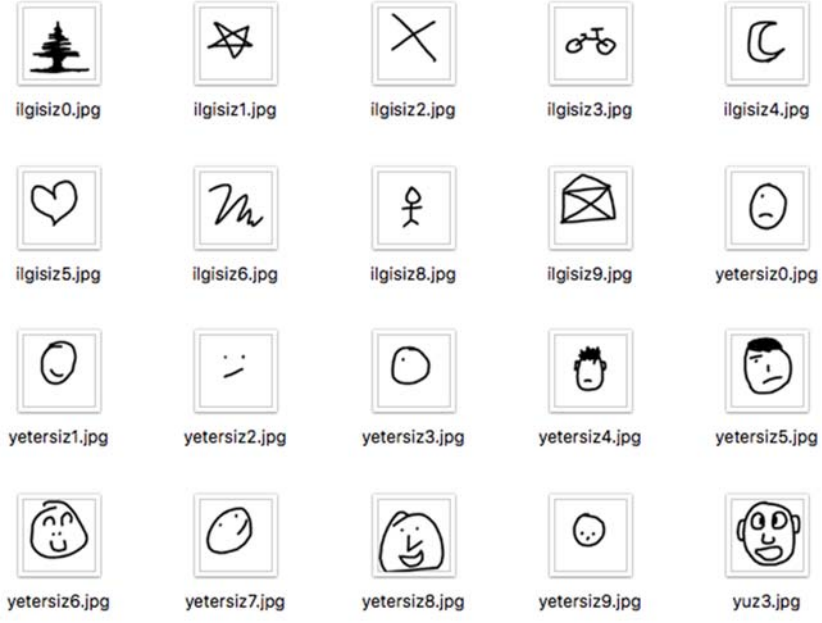 ilgisiz0.jpg ilgisiz1.jpg ilgisiz2.jpg ilgisiz3.jpg ilgisiz4.jpg
ilgisiz5.jpg ilgisiz6.jpg ilgisiz8.jpg ilgisiz9.jpg yetersiz0.jpg
yetersiz1.jpg yetersiz2.jpg yetersiz3.jpg yetersiz4.jpg yetersiz5.jpg
yetersiz6.jpg yetersiz7.jpg yetersiz8.jpg yetersiz9.jpg yuz3.jpg